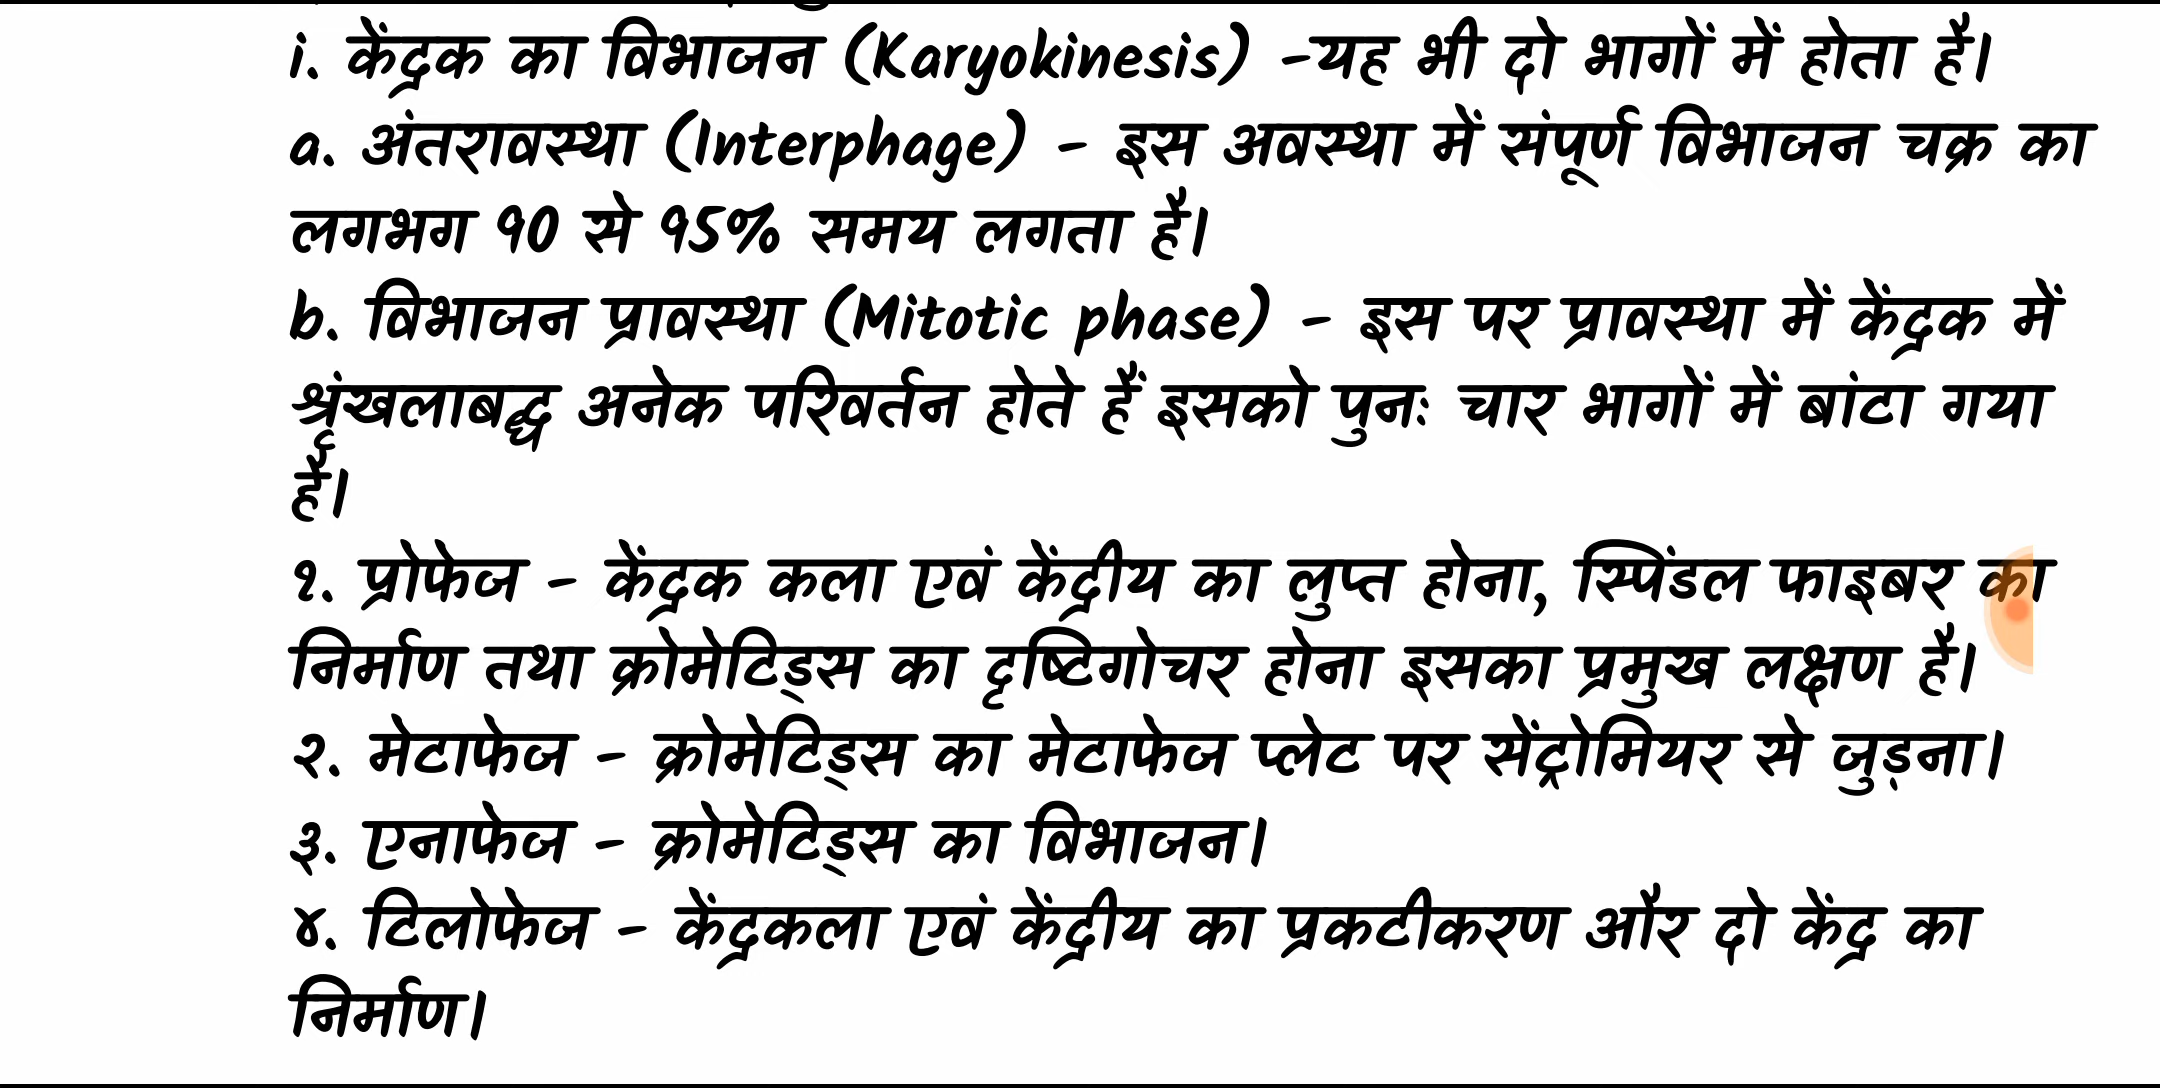 i. केंद्रक का विभाजन (Karyokinesis) -यह भी दो भागों में होता है।
a. अंतरावस्था (Interphage) - इस अवस्था में संपूर्ण विभाजन चक्र का
लगभग 90 से 95% समय लगता है।
b. विभाजन प्रावस्था (Mitotic phase) - इस पर प्रावस्था में केंद्रक में
श्रृंखलाबद्ध अनेक परिवर्तन होते हैं इसको पुनः चार भागों में बांटा गया
है।
१. प्रोफेज - केंद्रक कला एवं केंद्रीय का लुप्त होना, स्पिंडल फाइबर का
निर्माण तथा क्रोमेटिड्स का दृष्टिगोचर होना इसका प्रमुख लक्षण है।
२. मेटाफेज - क्रोमेटिड्स का मेटाफेज प्लेट पर सेंट्रोमियर से जुड़ना।
३. एनाफेज - क्रोमेटिड्स का विभाजन।
४. टिलोफेज - केंद्रकला एवं केंद्रीय का प्रकटीकरण और दो केंद्र का
निर्माण।